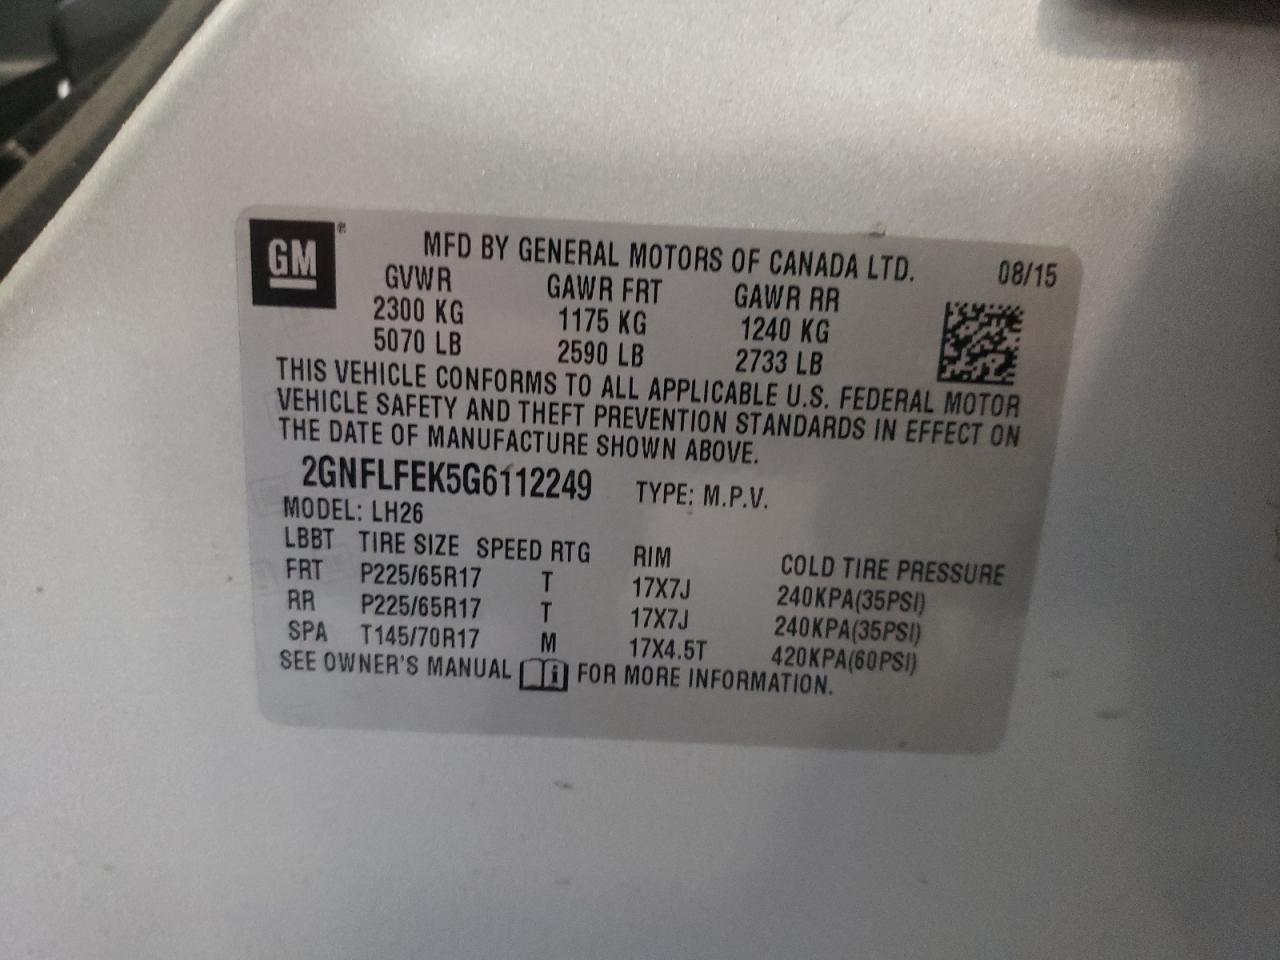 GM ®
MFD BY GENERAL MOTORS OF CANADA LTD. 08/15
GVWR GAWR FRT GAWR RR
2300 KG 1175 KG 1240 KG
5070 LB 2590 LB 2733 LB
THIS VEHICLE CONFORMS TO ALL APPLICABLE U.S. FEDERAL MOTOR
VEHICLE SAFETY AND THEFT PREVENTION STANDARDS IN EFFECT ON
THE DATE OF MANUFACTURE SHOWN ABOVE.
2GNFLFEK5G6112249 TYPE: M.P.V.
MODEL: LH26
LBBT TIRE SIZE SPEED RTG RIM COLD TIRE PRESSURE
FRT P225/65R17 T 17X7J 240KPA(35PSI)
RR P225/65R17 T 17X7J 240KPA(35PSI)
SPA T145/70R17 M 17X4.5T 420KPA(60PSI)
SEE OWNER'S MANUAL i FOR MORE INFORMATION.